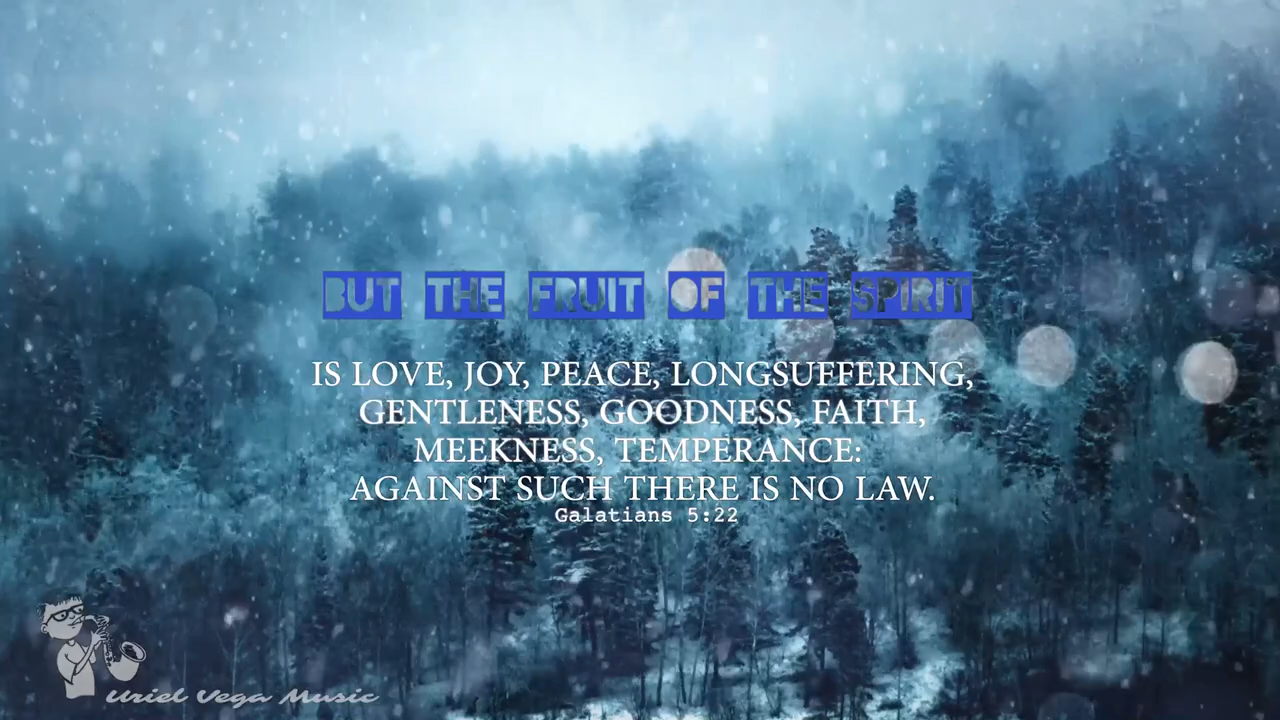 BUT THE FRUIT OF THE SPIRIT
IS LOVE, JOY, PEACE, LONGSUFFERING,
GENTLENESS, GOODNESS, FAITH,
MEEKNESS, TEMPERANCE:
AGAINST SUCH THERE IS NO LAW.
Galatians 5:22
Uriel Vega Music